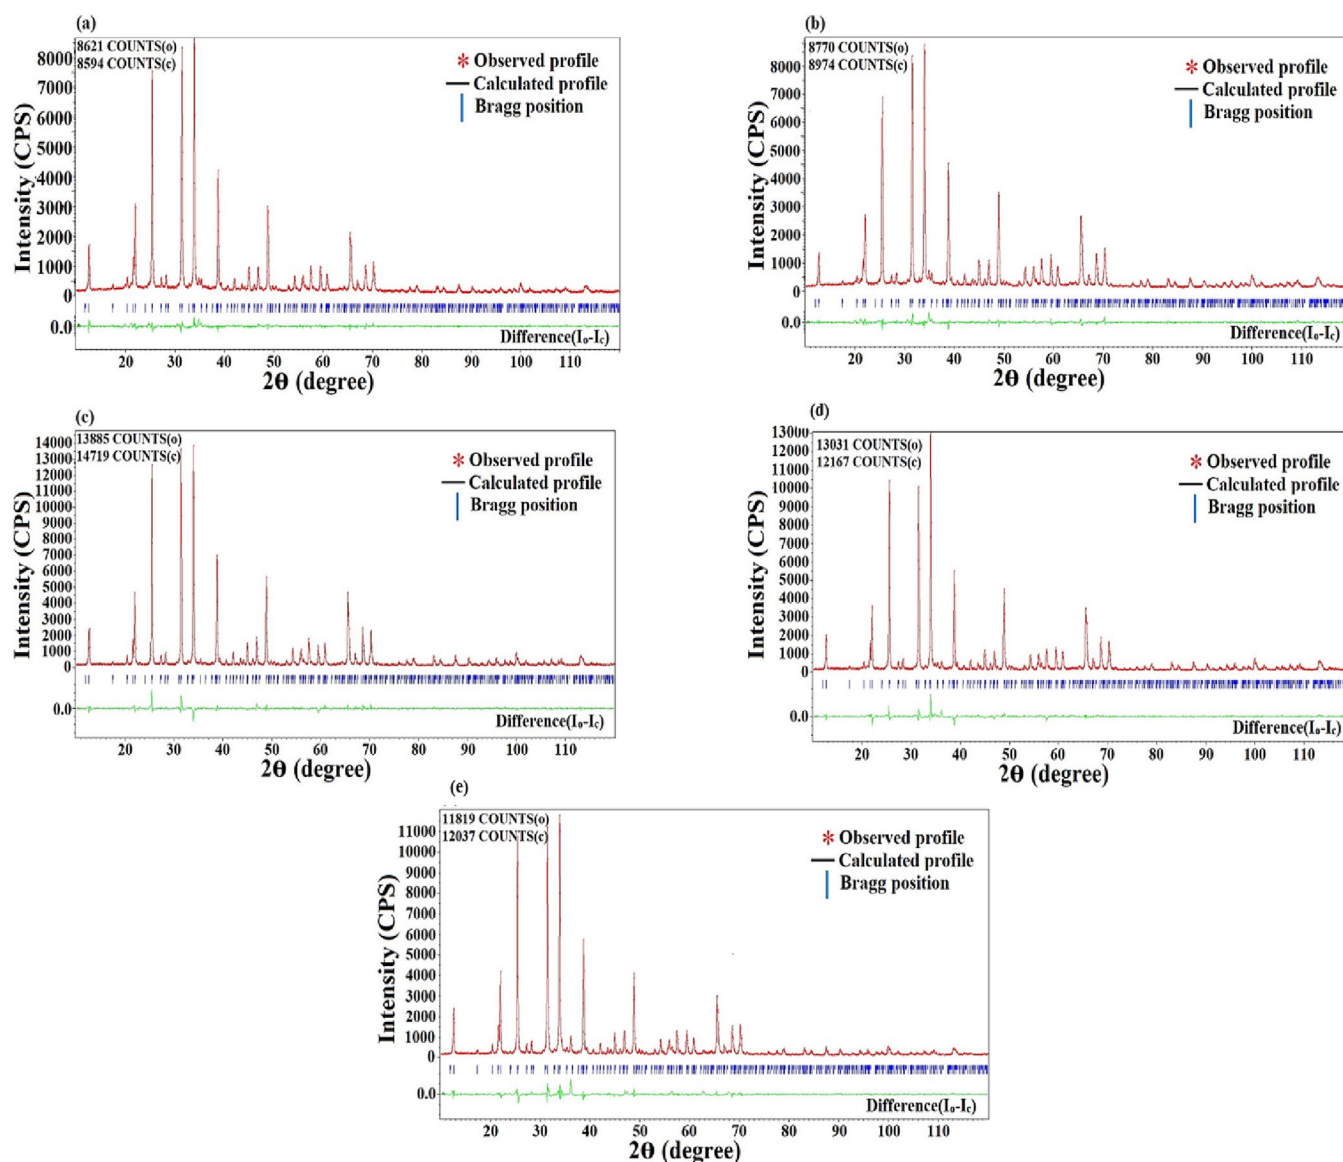 (a)
8621 COUNTS(o)
8594 COUNTS(c)
* Observed profile
Calculated profile
Bragg position
Intensity (CPS)
8000
7000
6000
5000
4000
3000
2000
1000
0
0.0
Difference(Iₒ-I꜀)
20 30 40 50 60 70 80 90 100 110
2θ (degree)
(b)
8770 COUNTS(o)
8974 COUNTS(c)
* Observed profile
Calculated profile
Bragg position
Intensity (CPS)
8000
7000
6000
5000
4000
3000
2000
1000
0
0.0
Difference(Iₒ-I꜀)
20 30 40 50 60 70 80 90 100 110
2θ (degree)
(c)
13885 COUNTS(o)
14719 COUNTS(c)
* Observed profile
Calculated profile
Bragg position
Intensity (CPS)
14000
13000
12000
11000
10000
9000
8000
7000
6000
5000
4000
3000
2000
1000
0
0.0
Difference(Iₒ-I꜀)
20 30 40 50 60 70 80 90 100 110
2θ (degree)
(d)
13031 COUNTS(o)
12167 COUNTS(c)
* Observed profile
Calculated profile
Bragg position
Intensity (CPS)
13000
12000
11000
10000
9000
8000
7000
6000
5000
4000
3000
2000
1000
0
0.0
Difference(Iₒ-I꜀)
20 30 40 50 60 70 80 90 100 110
2θ (degree)
(e)
11819 COUNTS(o)
12037 COUNTS(c)
* Observed profile
Calculated profile
Bragg position
Intensity (CPS)
11000
10000
9000
8000
7000
6000
5000
4000
3000
2000
1000
0
0.0
Difference(Iₒ-I꜀)
20 30 40 50 60 70 80 90 100 110
2θ (degree)